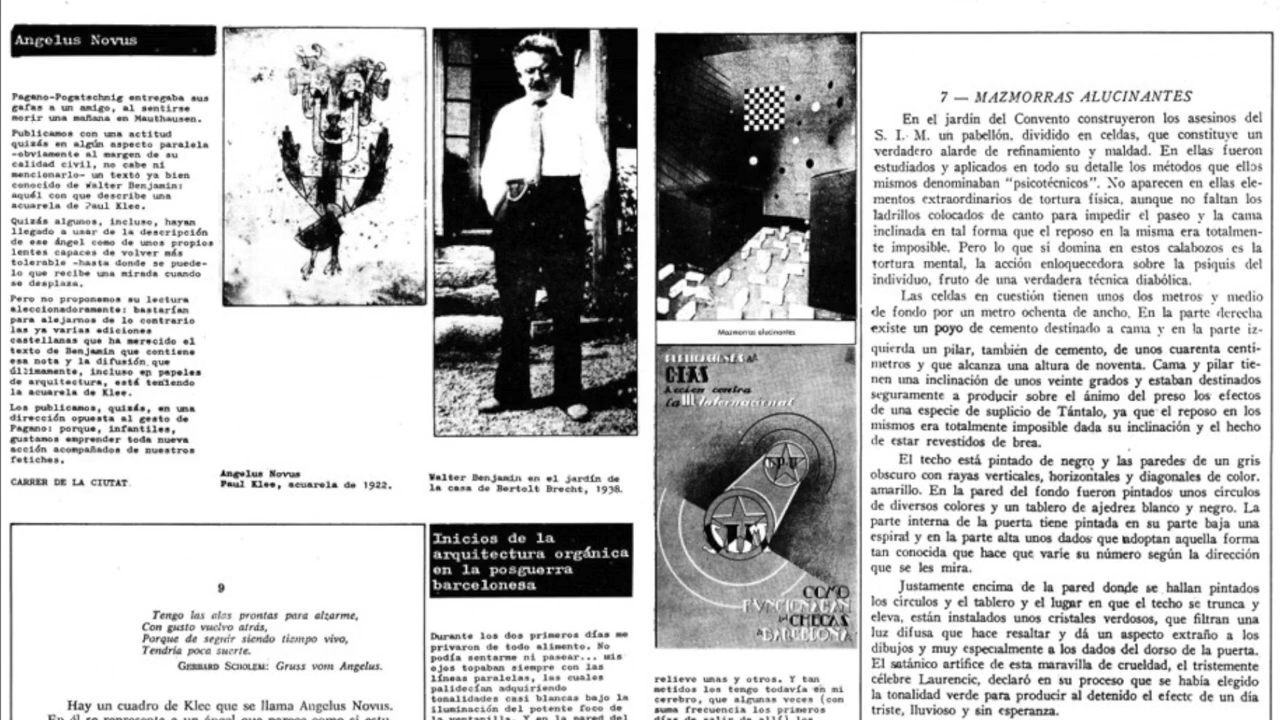 Angelus Novus
Pagano-Pogatschnig entregaba sus
gafas a un amigo, al sentirse
morir una mañana en Mauthausen.
Publicamos con una actitud
quizás en algún aspecto paralela
-obviamente al margen de su
calidad civil, no cabe ni
mencionarlo- un texto ya bien
conocido de Walter Benjamin:
aquél con que describe una
acuarela de Paul Klee.
Quizás algunos, incluso, hayan
llegado a usar de la descripción
de ese ángel como de unos propios
lentes capaces de volver más
tolerable -hasta donde se puede-
lo que recibe una mirada cuando
se desplaza.
Pero no proponemos su lectura
aleccionadoramente: bastarían
para alejarnos de lo contrario
las ya varias ediciones
castellanas que ha merecido el
texto de Benjamin que contiene
esa nota y la difusión que
últimamente, incluso en papeles
de arquitectura, está teniendo
la acuarela de Klee.
Los publicamos, quizás, en una
dirección opuesta al gesto de
Pagano: porque, infantiles,
gustamos emprender toda nueva
acción acompañados de nuestros
fetiches.
CARRER DE LA CIUTAT
Angelus Novus
Paul Klee, acuarela de 1922.
Walter Benjamin en el jardín de
la casa de Bertolt Brecht, 1938.
9
Tengo las alas prontas para alzarme,
Con gusto vuelvo atrás,
Porque de seguir siendo tiempo vivo,
Tendría poca suerte.
GERHARD SCHOLEM: Gruss vom Angelus.
Hay un cuadro de Klee que se llama Angelus Novus.
En él se representa a un ángel que parece como si estu-
Inicios de la
arquitectura orgánica
en la posguerra
barcelonesa
Durante los dos primeros días me
privaron de todo alimento. No
podía sentarme ni pasear... mis
ojos topaban siempre con las
líneas paralelas, las cuales
palidecían adquiriendo
tonalidades casi blancas bajo la
iluminación del potente foco de
la ventanilla. Y en la pared del
Mazmorras alucinantes
PUBLICACIONES del
CIAS
Accion contra
la III Internacional
COMO
FUNCIONABAN
las CHECAS
de BARCELONA
relieve unas y otros. Y tan
metidos los tengo todavía en mi
cerebro, que algunas veces (con
suma frecuencia los primeros
días de salir de allí) los
7 — MAZMORRAS ALUCINANTES
En el jardín del Convento construyeron los asesinos del
S. I. M. un pabellón, dividido en celdas, que constituye un
verdadero alarde de refinamiento y maldad. En ellas fueron
estudiados y aplicados en todo su detalle los métodos que ellos
mismos denominaban "psicotécnicos". No aparecen en ellas ele-
mentos extraordinarios de tortura física, aunque no faltan los
ladrillos colocados de canto para impedir el paseo y la cama
inclinada en tal forma que el reposo en la misma era totalmen-
te imposible. Pero lo que sí domina en estos calabozos es la
tortura mental, la acción enloquecedora sobre la psiquis del
individuo, fruto de una verdadera técnica diabólica.
Las celdas en cuestión tienen unos dos metros y medio
de fondo por un metro ochenta de ancho. En la parte derecha
existe un poyo de cemento destinado a cama y en la parte iz-
quierda un pilar, también de cemento, de unos cuarenta centí-
metros y que alcanza una altura de noventa. Cama y pilar tie-
nen una inclinación de unos veinte grados y estaban destinados
seguramente a producir sobre el ánimo del preso los efectos
de una especie de suplicio de Tántalo, ya que el reposo en los
mismos era totalmente imposible dada su inclinación y el hecho
de estar revestidos de brea.
El techo está pintado de negro y las paredes de un gris
obscuro con rayas verticales, horizontales y diagonales de color.
amarillo. En la pared del fondo fueron pintados unos círculos
de diversos colores y un tablero de ajedrez blanco y negro. La
parte interna de la puerta tiene pintada en su parte baja una
espiral y en la parte alta unos dados que adoptan aquella forma
tan conocida que hace que varíe su número según la dirección
que se les mira.
Justamente encima de la pared donde se hallan pintados
los círculos y el tablero y el lugar en que el techo se trunca y
eleva, están instalados unos cristales verdosos, que filtran una
luz difusa que hace resaltar y dá un aspecto extraño a los
dibujos y muy especialmente a los dados del dorso de la puerta.
El satánico artífice de esta maravilla de crueldad, el tristemente
célebre Laurencic, declaró en su proceso que se había elegido
la tonalidad verde para producir al detenido el efecto de un día
triste, lluvioso y sin esperanza.